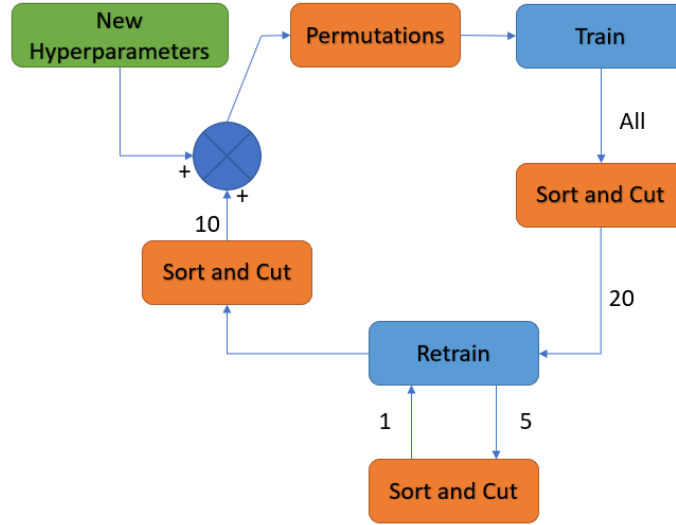 New
Hyperparameters
Permutations
Train
All
+
+
Sort and Cut
10
Sort and Cut
20
Retrain
1
5
Sort and Cut